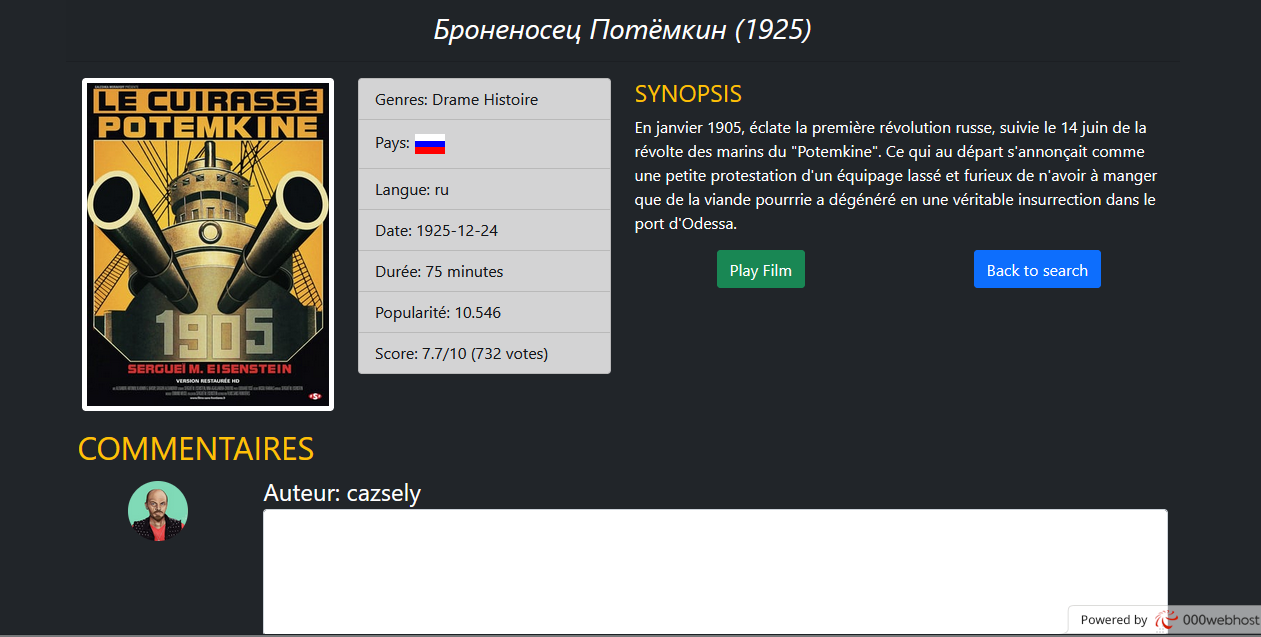 Броненосец Потёмкин (1925)
LE CUIRASSÉ
POTEMKINE
1905
SERGUEÏ M. EISENSTEIN
VERSION RESTAURÉE HD
Genres: Drame Histoire
Pays:
Langue: ru
Date: 1925-12-24
Durée: 75 minutes
Popularité: 10.546
Score: 7.7/10 (732 votes)
SYNOPSIS
En janvier 1905, éclate la première révolution russe, suivie le 14 juin de la
révolte des marins du "Potemkine". Ce qui au départ s'annonçait comme
une petite protestation d'un équipage lassé et furieux de n'avoir à manger
que de la viande pourrrie a dégénéré en une véritable insurrection dans le
port d'Odessa.
Play Film
Back to search
COMMENTAIRES
Auteur: cazsely
Powered by 000webhost